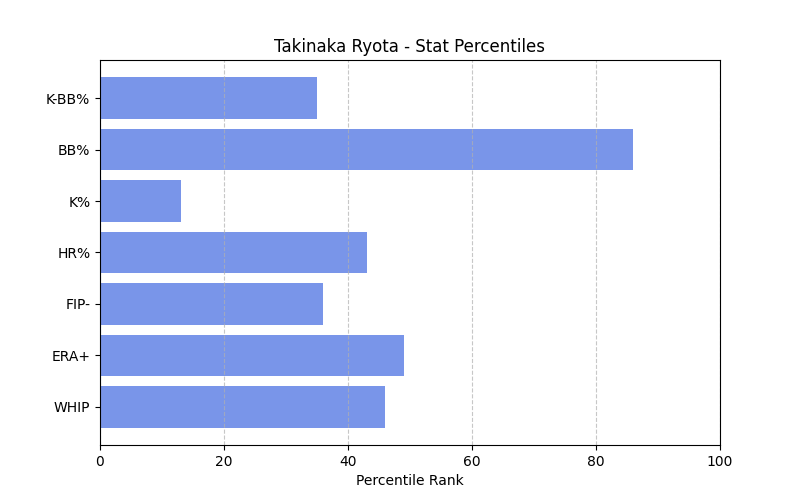 Takinaka Ryota - Stat Percentiles
K-BB%
BB%
K%
HR%
FIP-
ERA+
WHIP
0 20 40 60 80 100
Percentile Rank